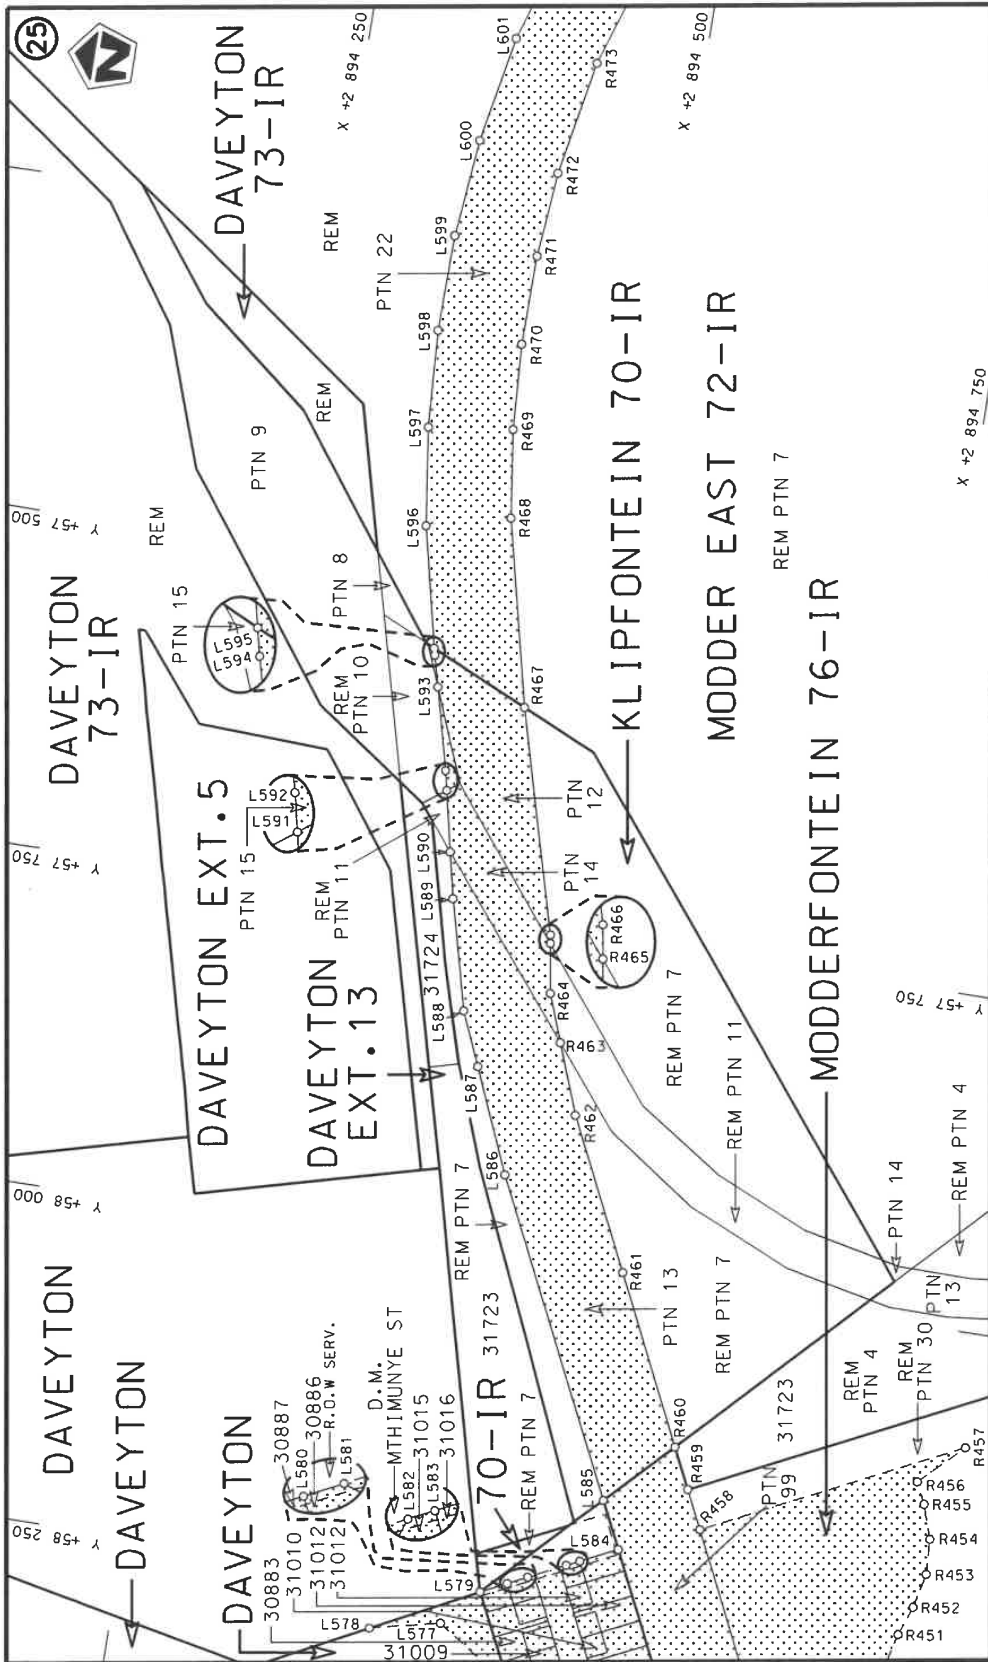 25
N
DAVEYTON
73-IR
X +2 894 250
L601
R473
X +2 894 500
L600
R472
REM
L599
R471
PTN 22
L598
R470
REM
L597
R469
PTN 9
KLIPFONTEIN 70-IR
MODDER EAST 72-IR
REM PTN 7
X +2 894 750
Y +57 500
REM
L596
R468
DAVEYTON
73-IR
PTN 15
L595
L594
PTN 8
REM
PTN 10
L593
R467
MODDERFONTEIN 76-IR
DAVEYTON EXT.5
PTN 15
L592
L591
REM
PTN 11
L590
L589
PTN
12
PTN
14
R466
R465
Y +57 750
Y +57 750
DAVEYTON
EXT.13
31724
L588
L587
R464
R463
R462
REM PTN 7
REM PTN 11
L586
REM PTN 7
PTN 14
REM PTN 4
Y +58 000
R461
PTN 13
REM PTN 7
PTN
13
REM
PTN 30
REM
PTN 4
31723
31723
DAVEYTON
DAVEYTON
DAVEYTON
Y +58 250
30887
L580
30886
R.O.W SERV.
L581
D.M.
MTHIMUNYE ST
L582
31015
L583
31016
70-IR
REM PTN 7
L585
L584
R460
R459
R458
PTN
99
R457
R456
R455
R454
R453
R452
R451
30883
31010
31012
31012
L579
L578
L577
31009